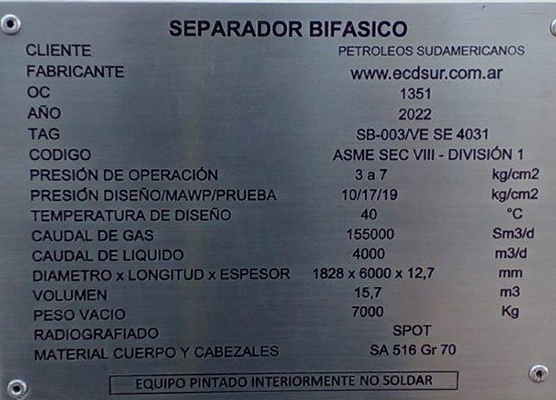 SEPARADOR BIFASICO
CLIENTE PETROLEOS SUDAMERICANOS
FABRICANTE www.ecdsur.com.ar
OC 1351
AÑO 2022
TAG SB-003/VE SE 4031
CODIGO ASME SEC VIII - DIVISIÓN 1
PRESIÓN DE OPERACIÓN 3 a 7 kg/cm2
PRESIÓN DISEÑO/MAWP/PRUEBA 10/17/19 kg/cm2
TEMPERATURA DE DISEÑO 40 °C
CAUDAL DE GAS 155000 Sm3/d
CAUDAL DE LIQUIDO 4000 m3/d
DIAMETRO x LONGITUD x ESPESOR 1828 x 6000 x 12,7 mm
VOLUMEN 15,7 m3
PESO VACIO 7000 Kg
RADIOGRAFIADO SPOT
MATERIAL CUERPO Y CABEZALES SA 516 Gr 70
EQUIPO PINTADO INTERIORMENTE NO SOLDAR